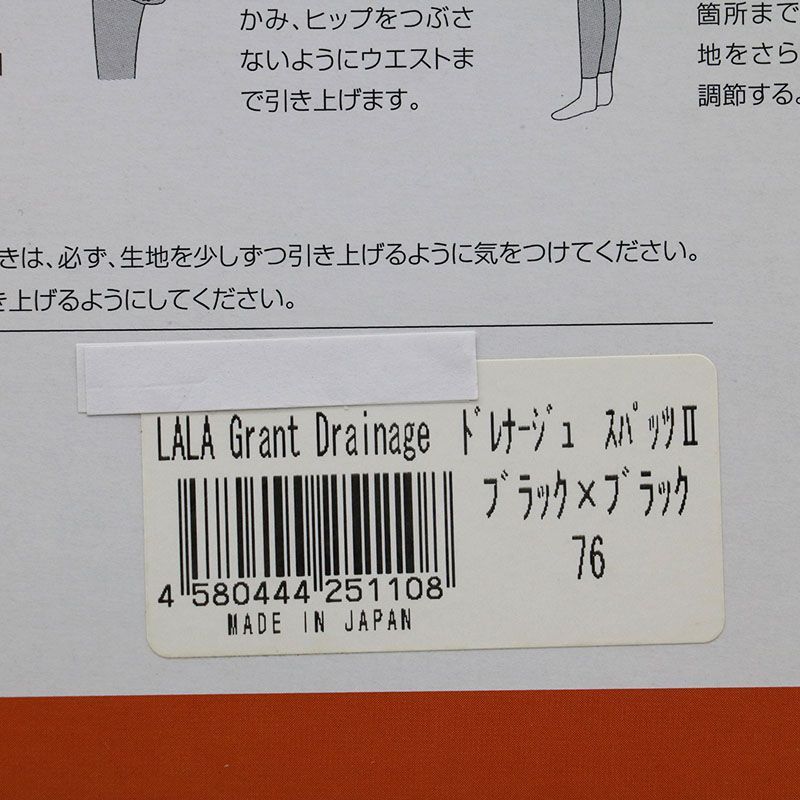 かみ、ヒップをつぶさ
ないようにウエストま
で引き上げます。
箇所まで
地をさら
調節するよ
きは、必ず、生地を少しずつ引き上げるように気をつけてください。
き上げるようにしてください。
LALA Grant Drainage ﾄﾞﾚﾅｰｼﾞｭ ｽﾊﾟｯﾂⅡ
ﾌﾞﾗｯｸ×ﾌﾞﾗｯｸ
76
4 580444 251108
MADE IN JAPAN